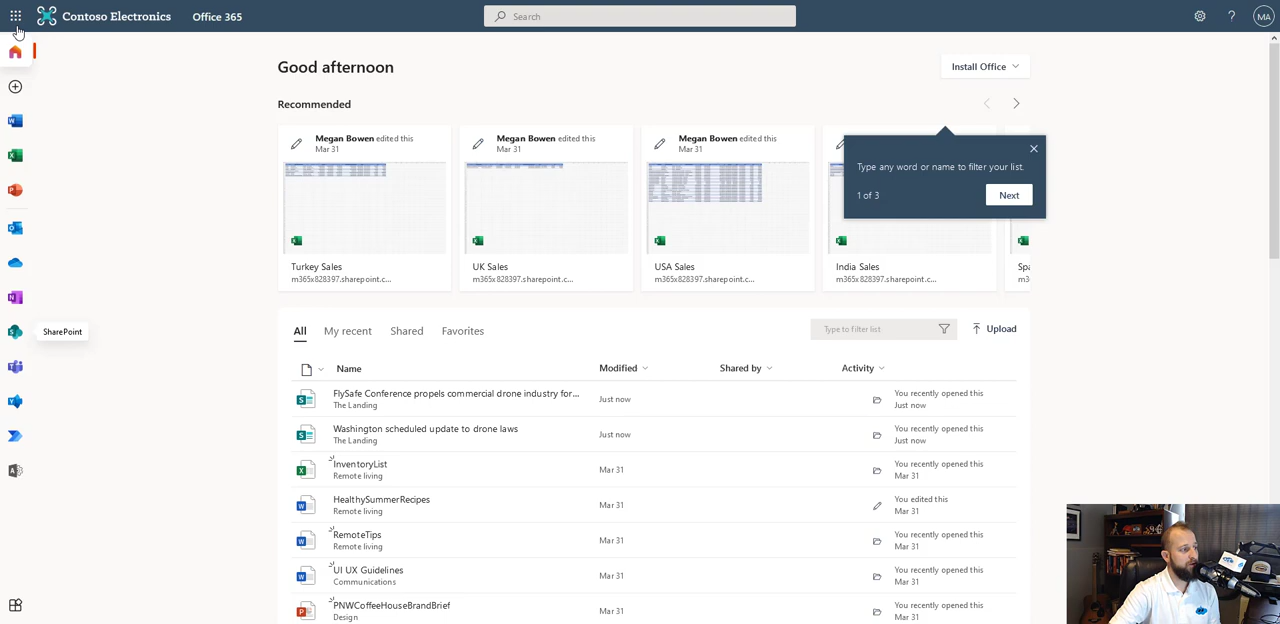 Contoso Electronics Office 365 Search MA
Good afternoon
Install Office
Recommended
Megan Bowen edited this
Mar 31
Megan Bowen edited this
Mar 31
Megan Bowen edited this
Mar 31
Type any word or name to filter your list.
1 of 3 Next
Turkey Sales
m365x828397.sharepoint.c...
UK Sales
m365x828397.sharepoint.c...
USA Sales
m365x828397.sharepoint.c...
India Sales
m365x828397.sharepoint.c...
Spa
m36
SharePoint
All My recent Shared Favorites Type to filter list Upload
Name Modified Shared by Activity
FlySafe Conference propels commercial drone industry for...
The Landing
Just now
You recently opened this
Just now
Washington scheduled update to drone laws
The Landing
Just now
You recently opened this
Just now
InventoryList
Remote living
Mar 31
You recently opened this
Mar 31
HealthySummerRecipes
Remote living
Mar 31
You edited this
Mar 31
RemoteTips
Remote living
Mar 31
You recently opened this
Mar 31
UI UX Guidelines
Communications
Mar 31
You recently opened this
Mar 31
PNWCoffeeHouseBrandBrief
Design
Mar 31
You recently opened this
Mar 31